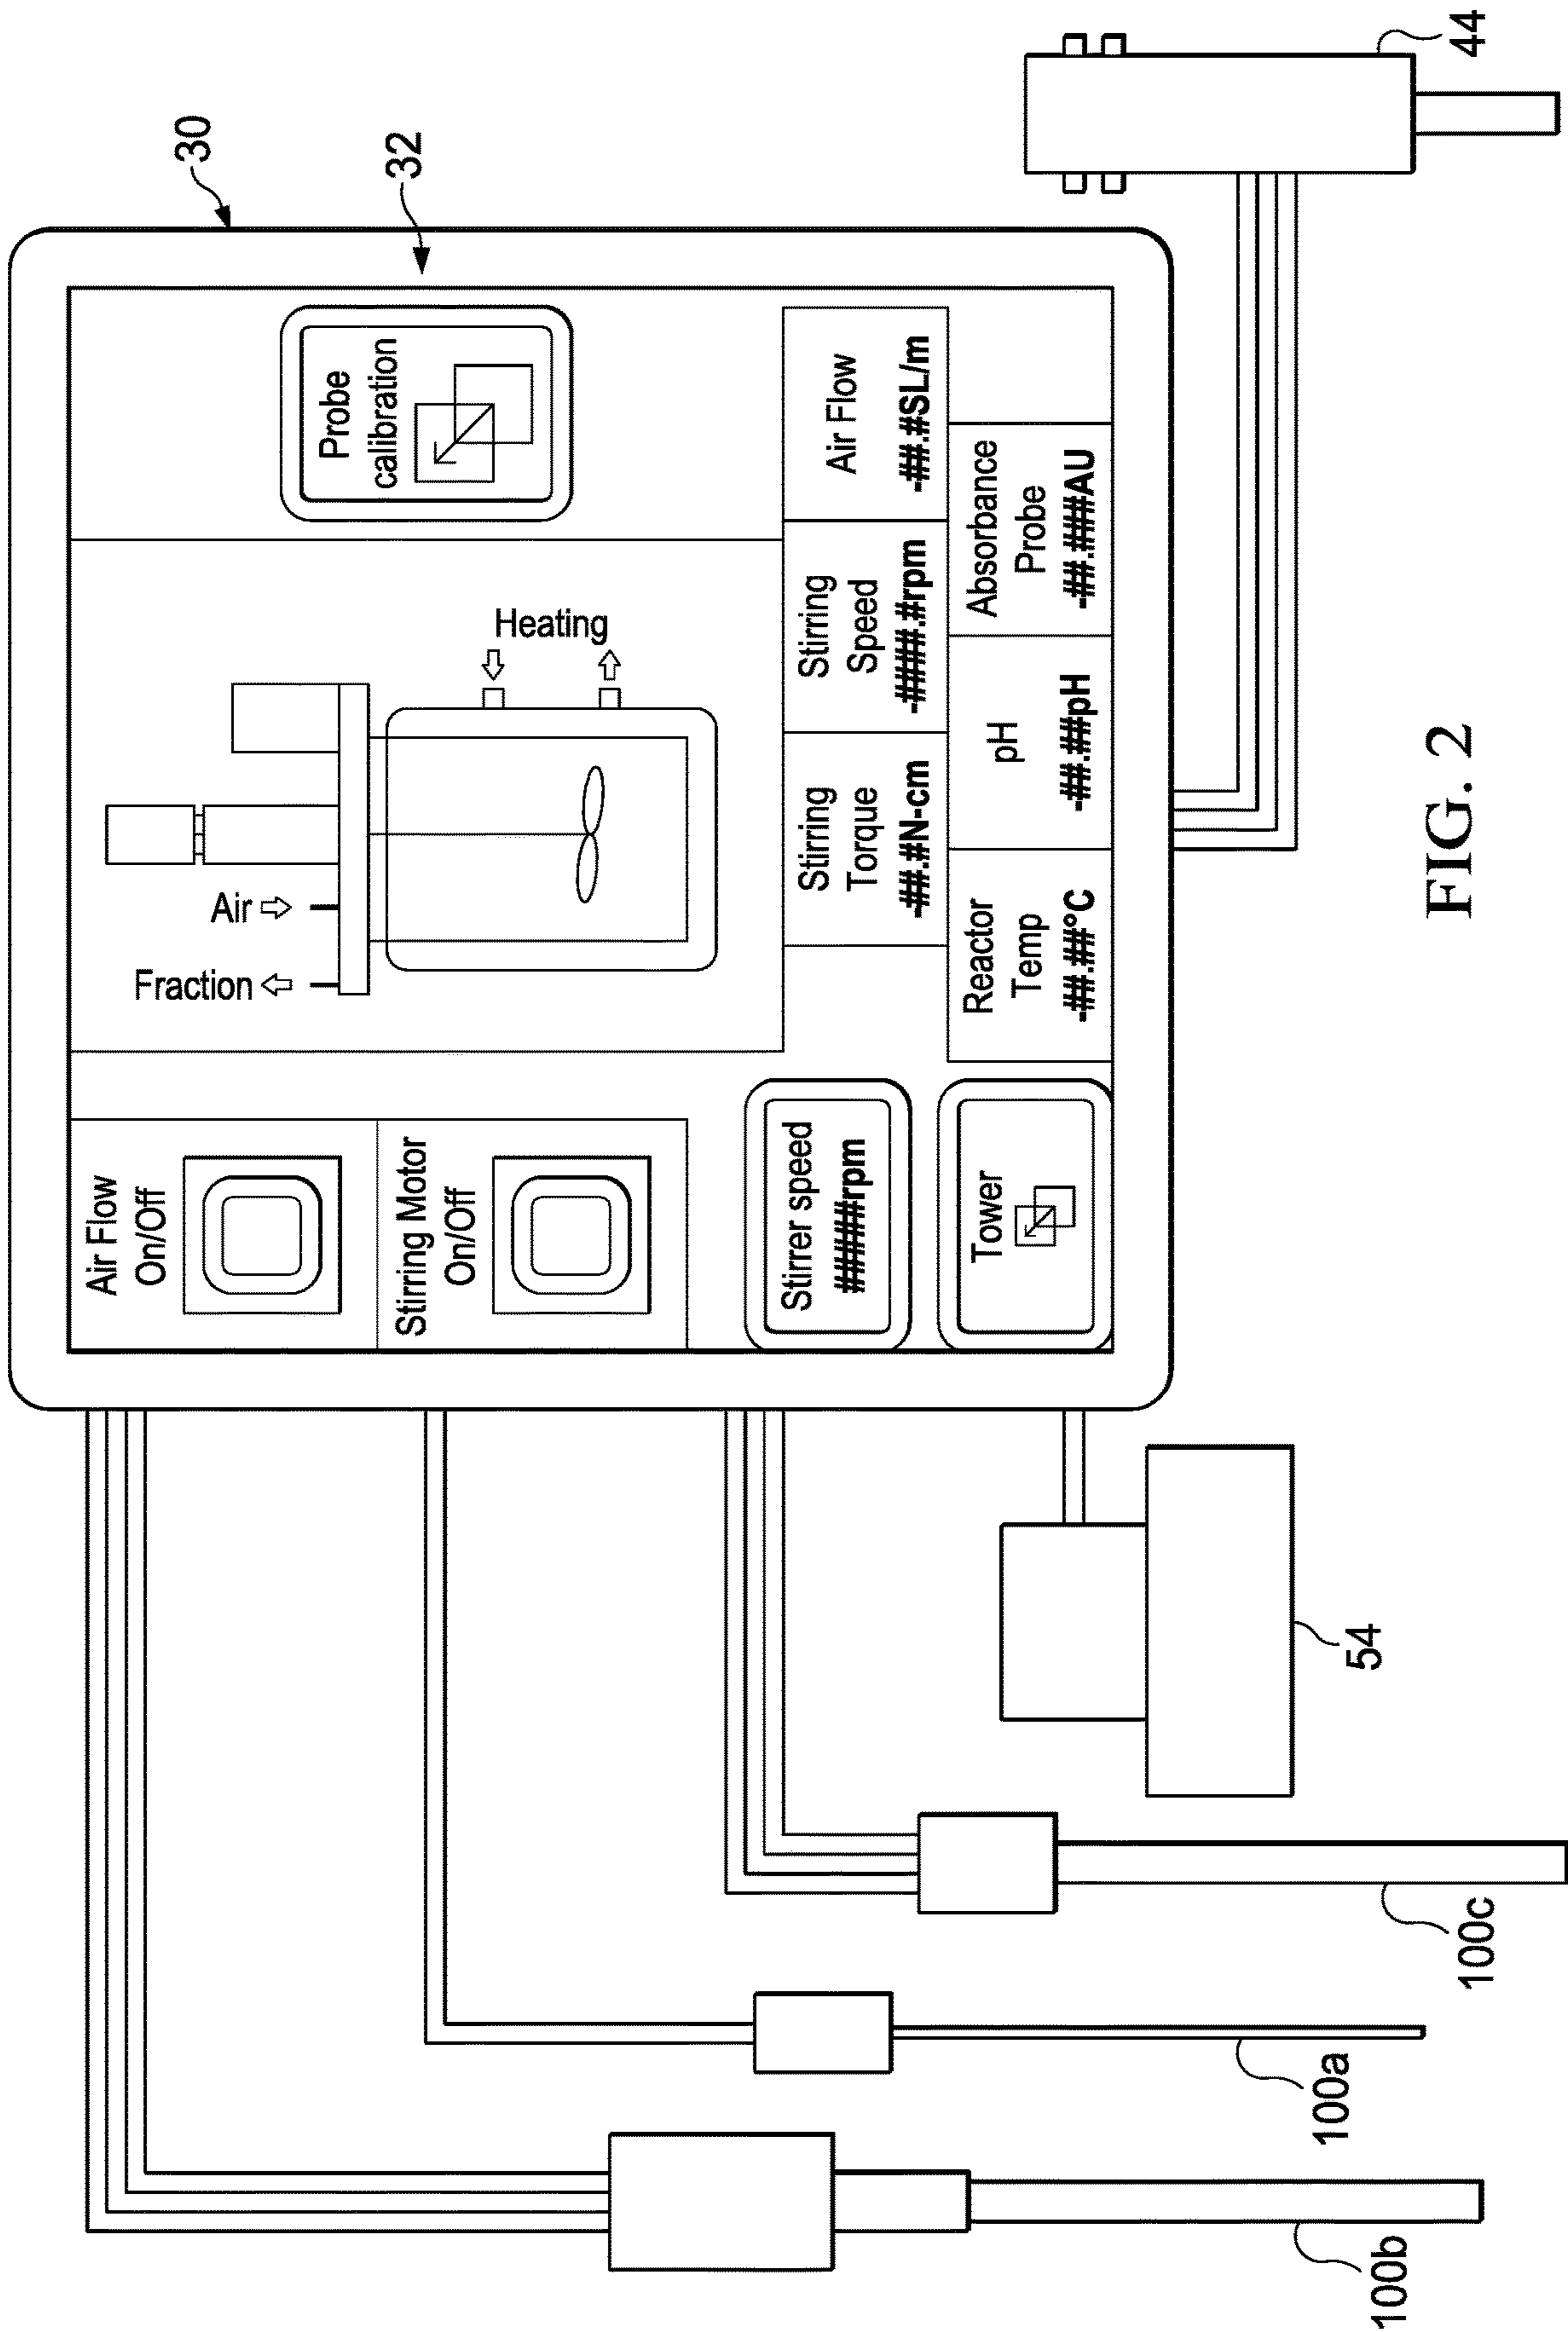 30
32
Air Flow
On/Off
Stirring Motor
On/Off
Fraction
Air
Heating
Probe
calibration
Stirrer speed
#####rpm
Tower
Stirring
Torque
-##.#N-cm
Stirring
Speed
-####.#rpm
Air Flow
-##.#SL/m
Reactor
Temp
-##.##°C
pH
-##.##pH
Absorbance
Probe
-##.###AU
44
54
100b
100a
100c
FIG. 2